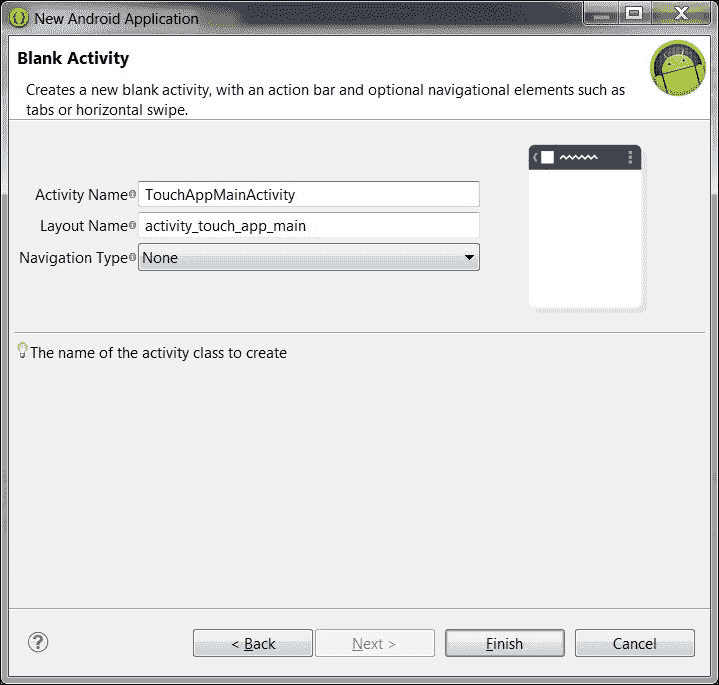 New Android Application
Blank Activity
Creates a new blank activity, with an action bar and optional navigational elements such as
tabs or horizontal swipe.
Activity Name TouchAppMainActivity
Layout Name activity_touch_app_main
Navigation Type None
The name of the activity class to create
?
< Back Next > Finish Cancel